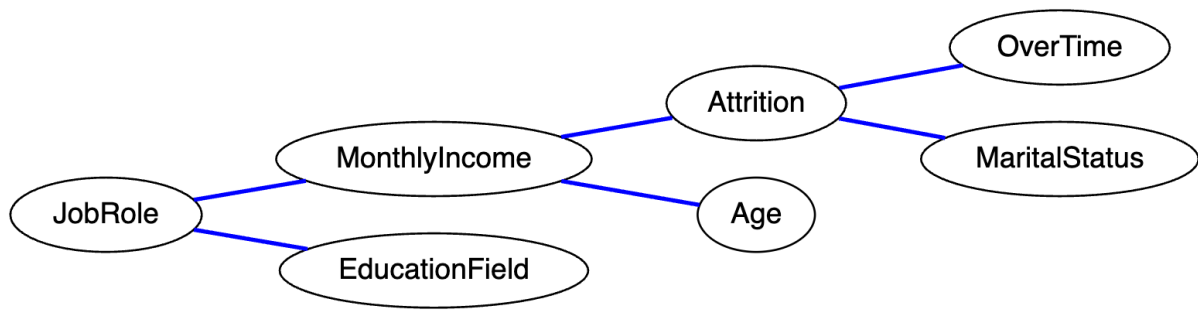 OverTime
Attrition
MonthlyIncome
MaritalStatus
JobRole
Age
EducationField